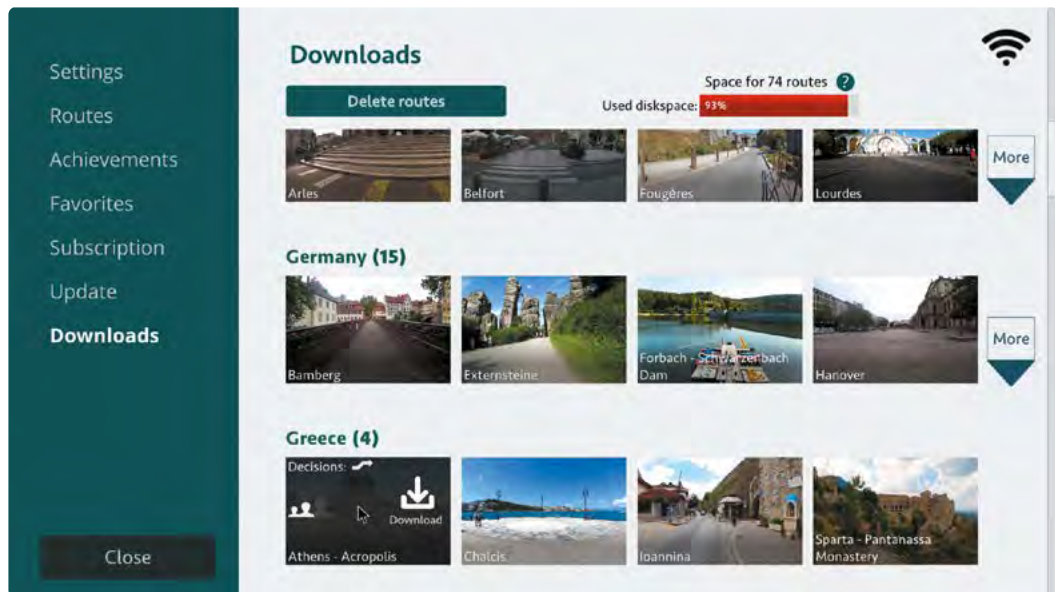 Settings
Routes
Achievements
Favorites
Subscription
Update
Downloads
Close
Downloads
Delete routes
Space for 74 routes ?
Used diskspace: 93%
Arles
Belfort
Fougères
Lourdes
More
Germany (15)
Bamberg
Externsteine
Forbach - Schwarzenbach
Dam
Hanover
More
Greece (4)
Decisions:
Download
Athens - Acropolis
Chalcis
Ioannina
Sparta - Pantanassa
Monastery